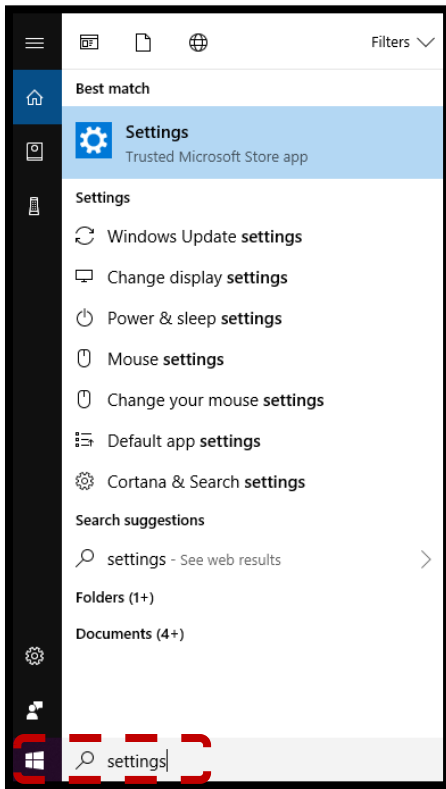 Filters
Best match
Settings
Trusted Microsoft Store app
Settings
Windows Update settings
Change display settings
Power & sleep settings
Mouse settings
Change your mouse settings
Default app settings
Cortana & Search settings
Search suggestions
settings - See web results
Folders (1+)
Documents (4+)
settings